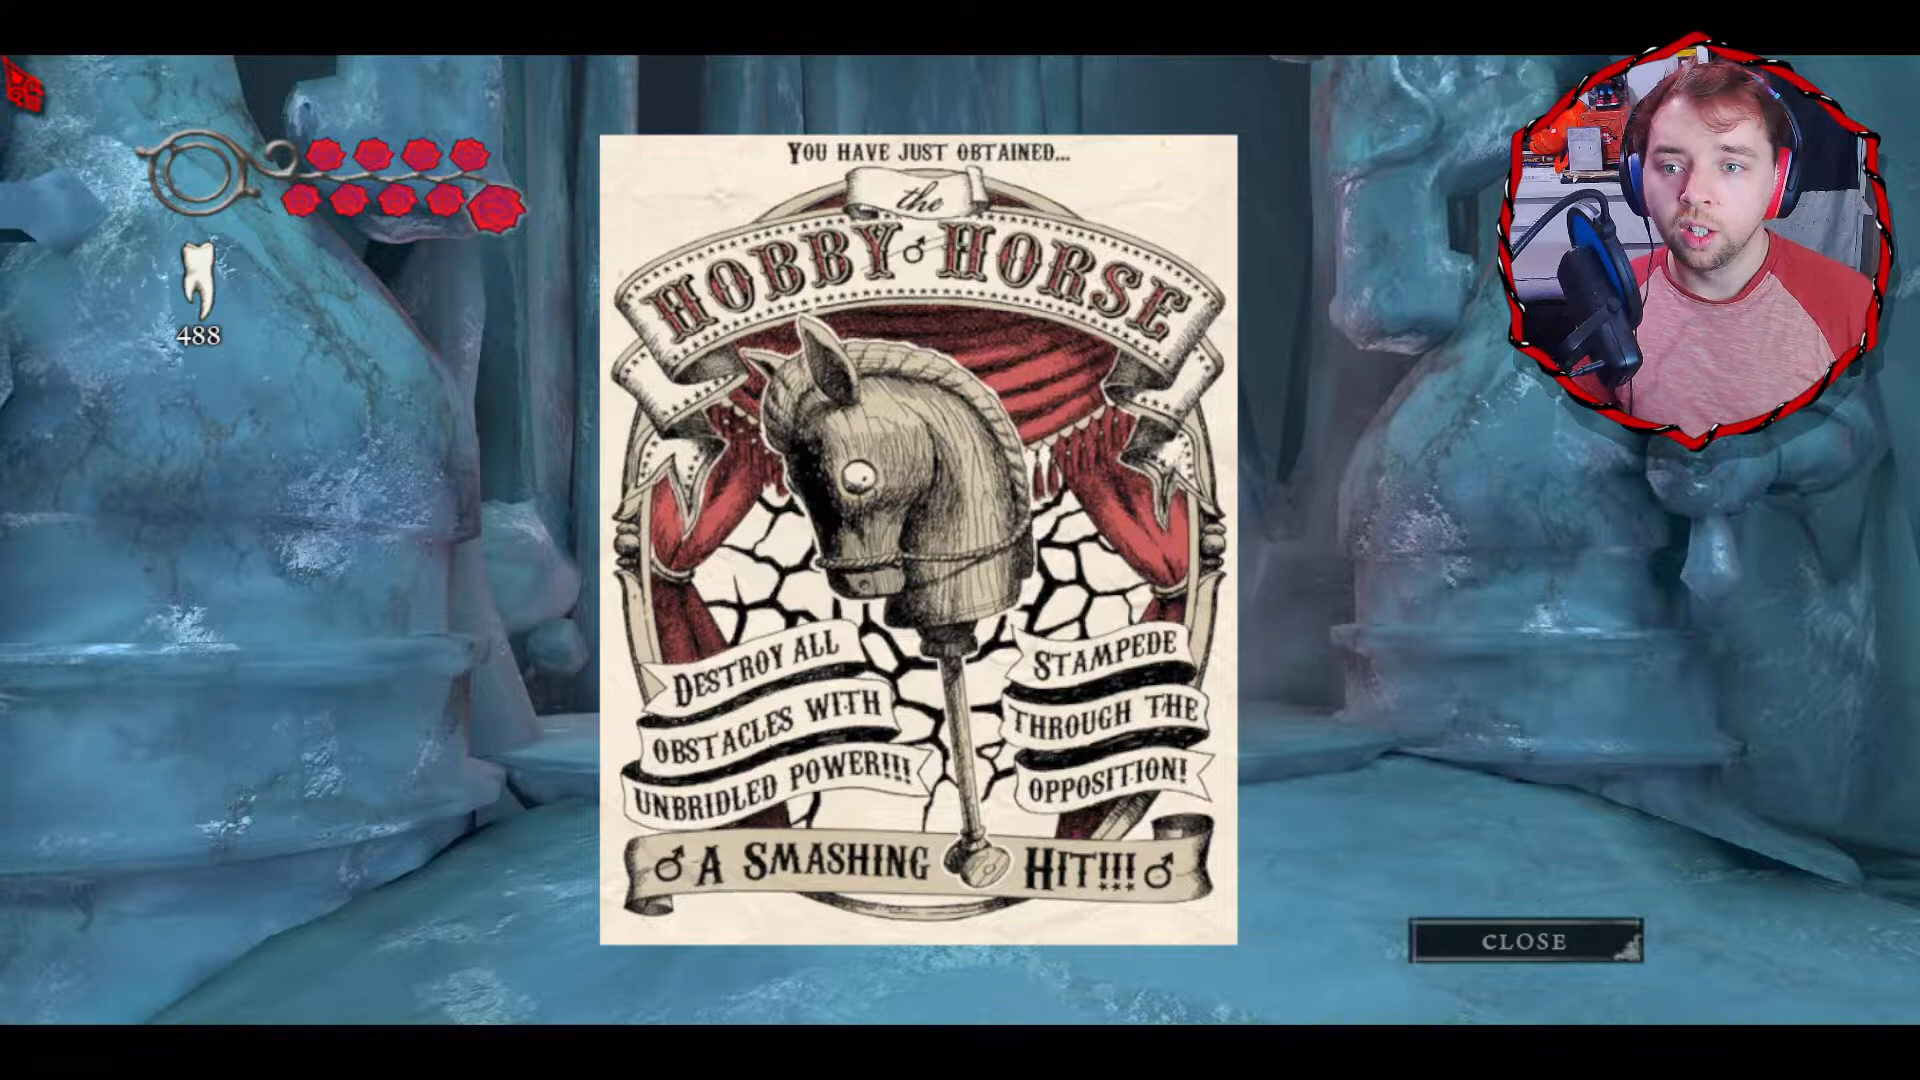 YOU HAVE JUST OBTAINED...
the
HOBBY♂HORSE
488
DESTROY ALL
OBSTACLES WITH
UNBRIDLED POWER!!!
STAMPEDE
THROUGH THE
OPPOSITION!
♂ A SMASHING HIT!!! ♂
CLOSE